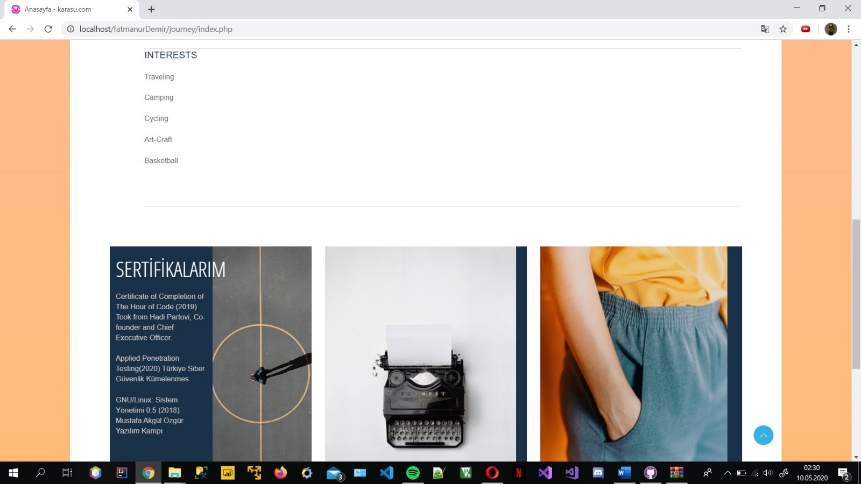 Anasayfa - karasu.com
localhost/fatmanurDemir/journey/index.php
INTERESTS
Traveling
Camping
Cycling
Art-Craft
Basketball
SERTİFİKALARIM
Certificate of Completion of
The Hour of Code (2019)
Took from Hadi Partovi, Co-
founder and Chief
Executive Officer.
Applied Penetration
Testing(2020) Türkiye Siber
Güvenlik Kümelenmes
GNU/Linux: Sistem
Yönetimi 0.5 (2018)
Mustafa Akgül Özgür
Yazılım Kampı
02:30
10.05.2020